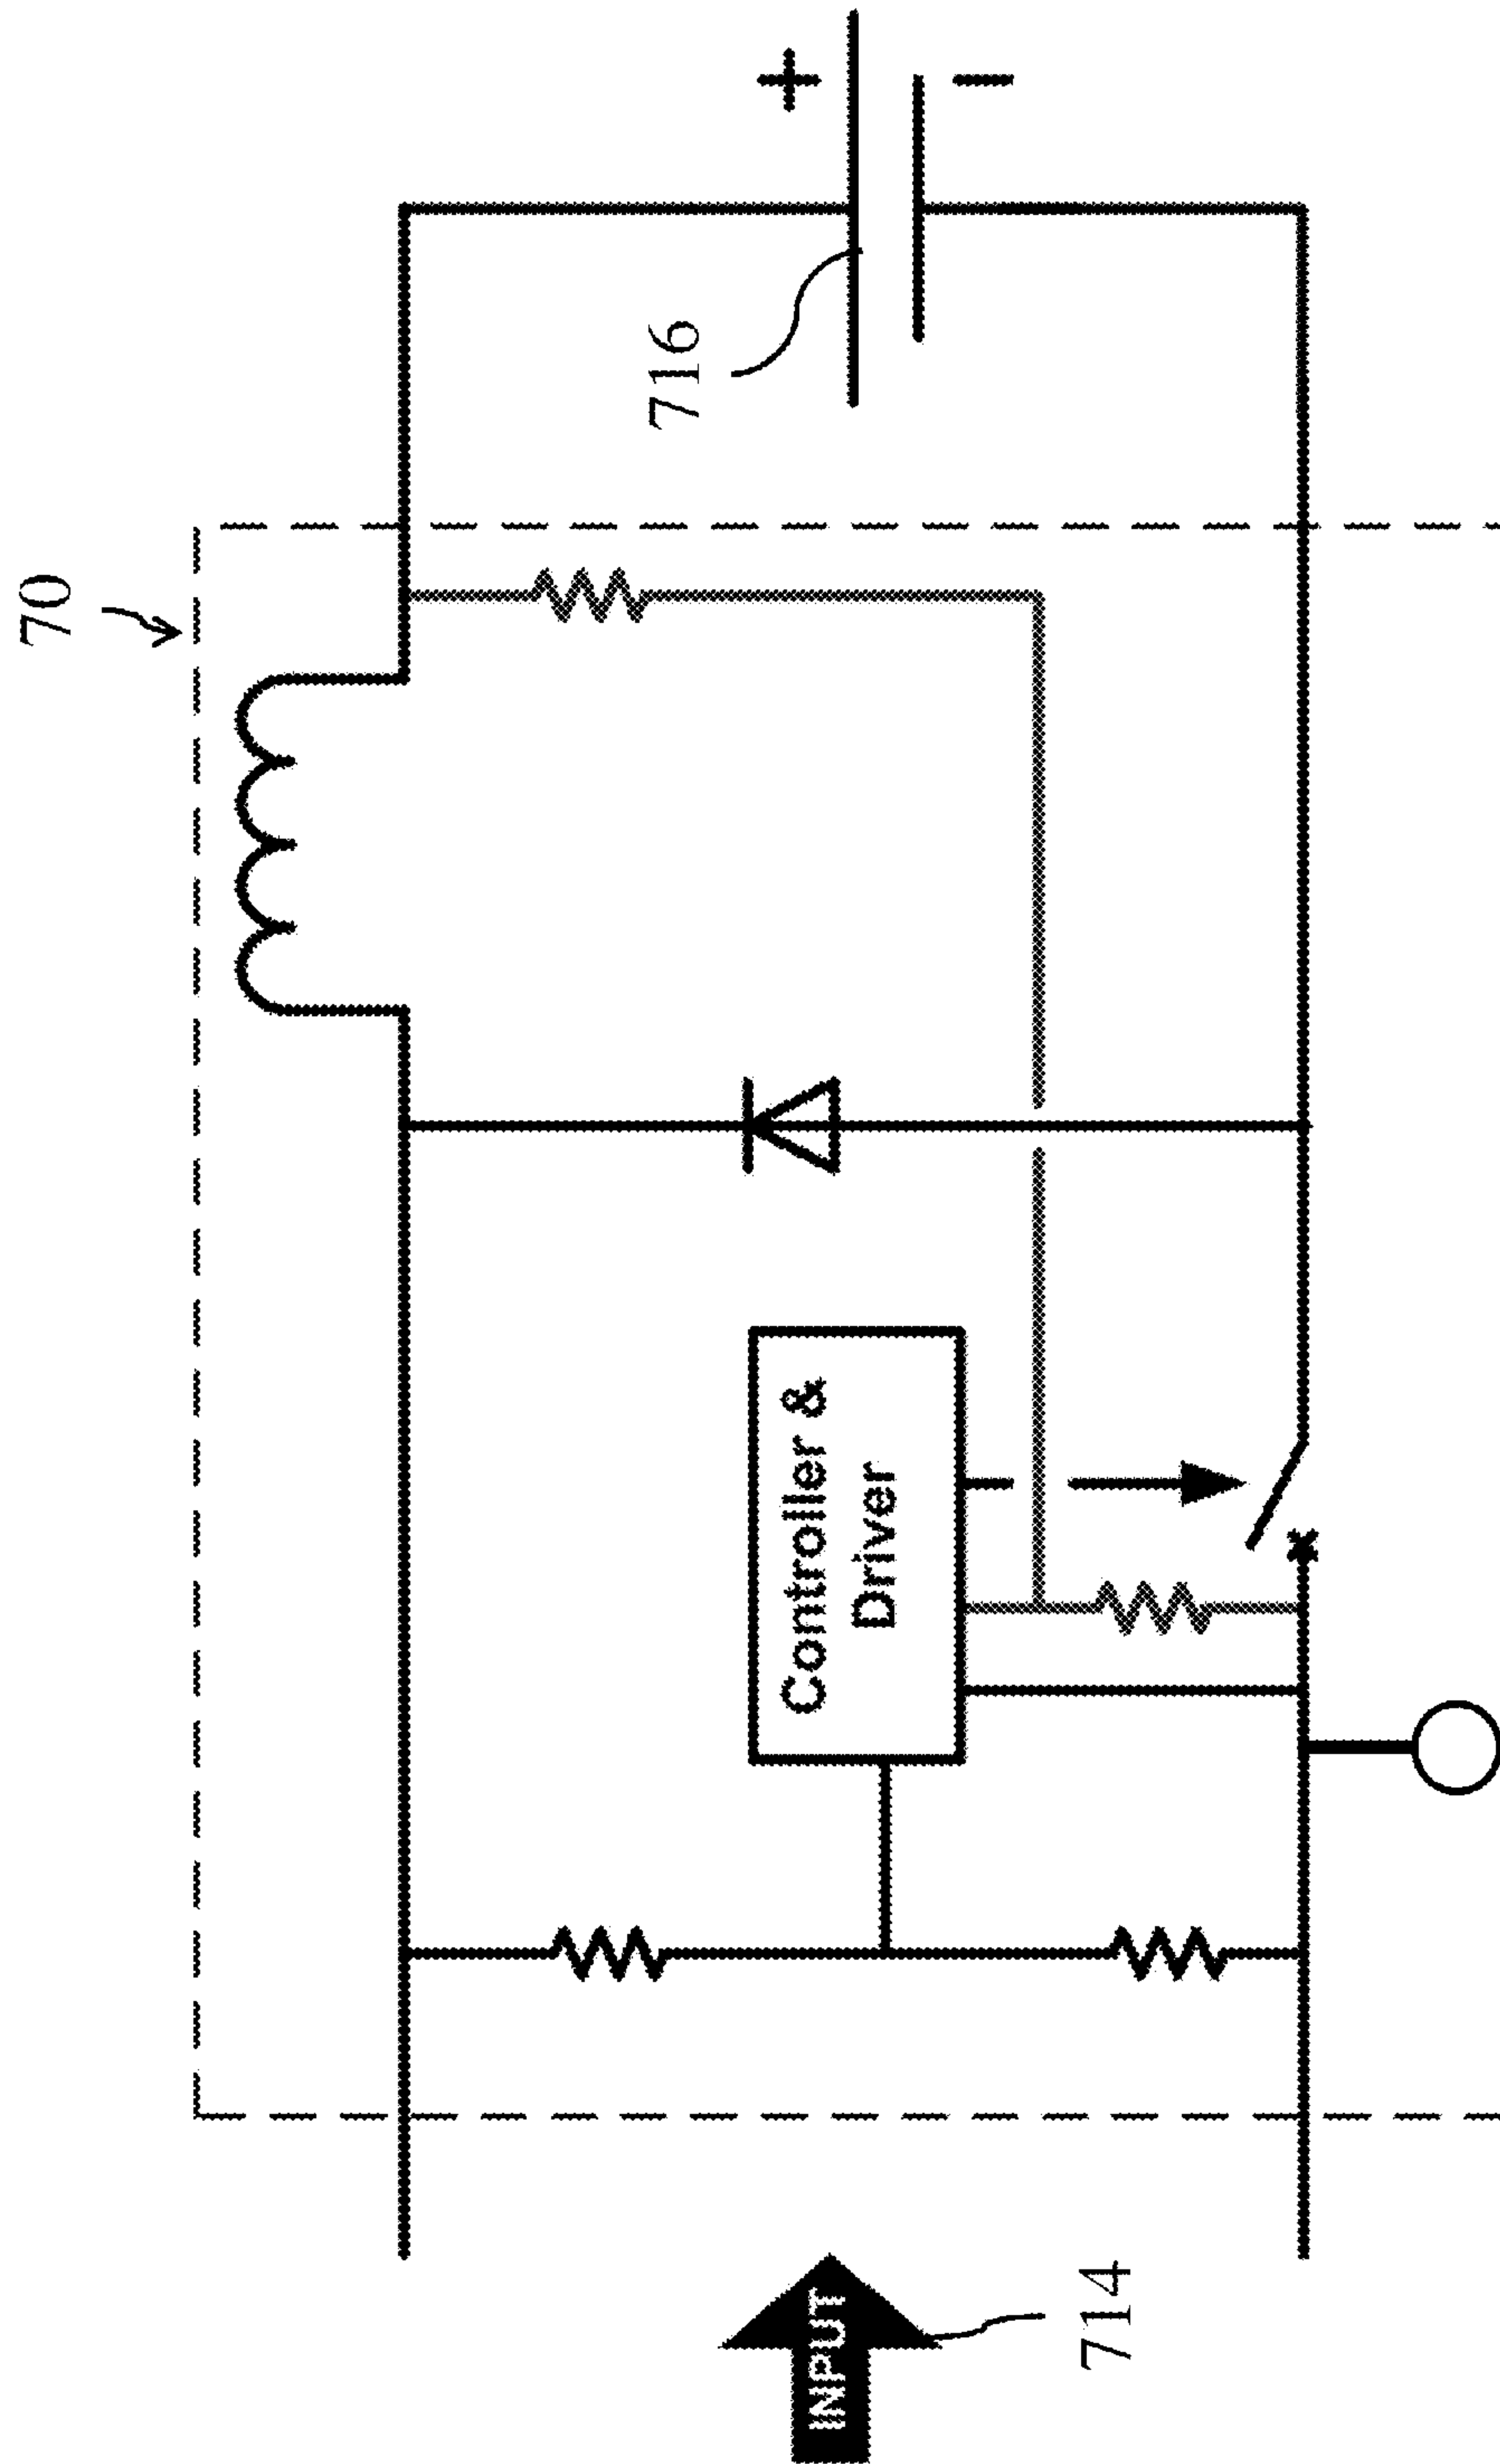 70
716
+
−
Controller &
Driver
INPUT
714